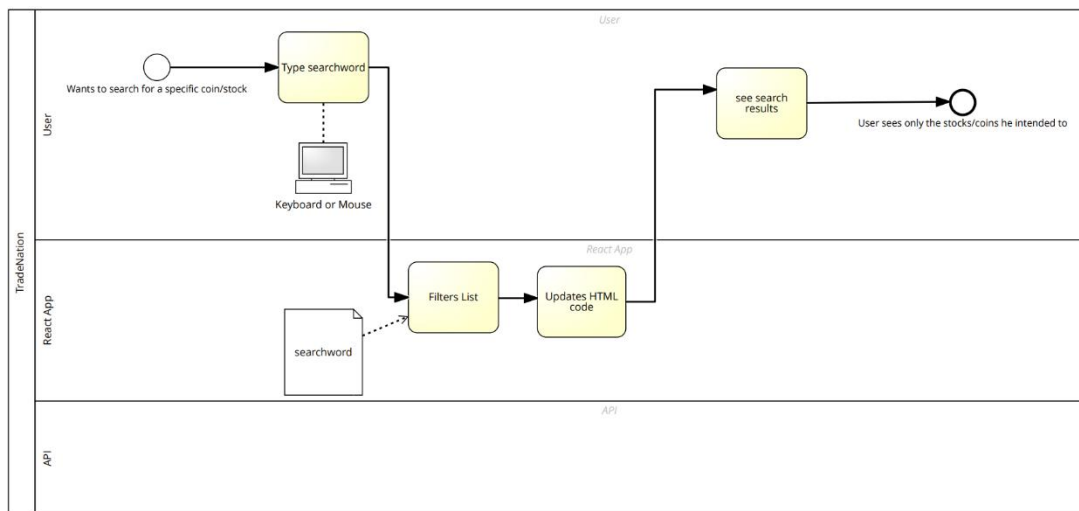 TradeNation
User
User
Wants to search for a specific coin/stock
Type searchword
Keyboard or Mouse
see search
results
User sees only the stocks/coins he intended to
React App
React App
searchword
Filters List
Updates HTML
code
API
API